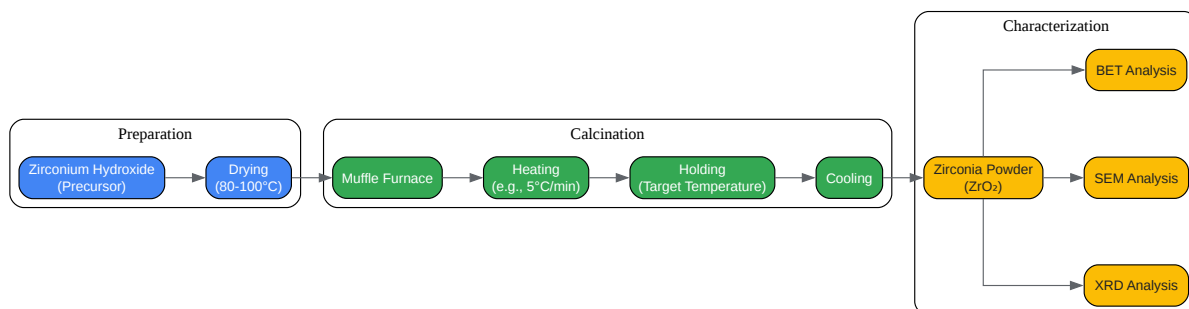 Preparation
Zirconium Hydroxide
(Precursor)
Drying
(80-100°C)
Calcination
Muffle Furnace
Heating
(e.g., 5°C/min)
Holding
(Target Temperature)
Cooling
Characterization
Zirconia Powder
(ZrO₂)
BET Analysis
SEM Analysis
XRD Analysis